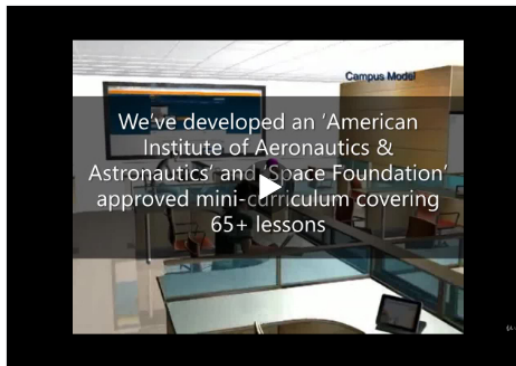 Campus Model
We've developed an 'American
Institute of Aeronautics &
Astronautics' and 'Space Foundation'
approved mini-curriculum covering
65+ lessons